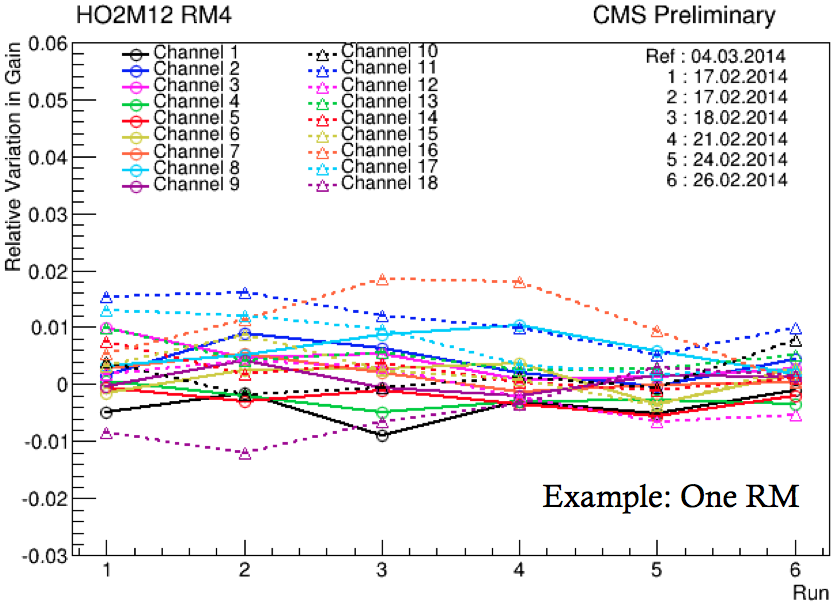 HO2M12 RM4 CMS Preliminary
Relative Variation in Gain
0.06
0.05
0.04
0.03
0.02
0.01
0
-0.01
-0.02
-0.03
Channel 1
Channel 2
Channel 3
Channel 4
Channel 5
Channel 6
Channel 7
Channel 8
Channel 9
Channel 10
Channel 11
Channel 12
Channel 13
Channel 14
Channel 15
Channel 16
Channel 17
Channel 18
Ref : 04.03.2014
1 : 17.02.2014
2 : 17.02.2014
3 : 18.02.2014
4 : 21.02.2014
5 : 24.02.2014
6 : 26.02.2014
Example: One RM
1 2 3 4 5 6
Run